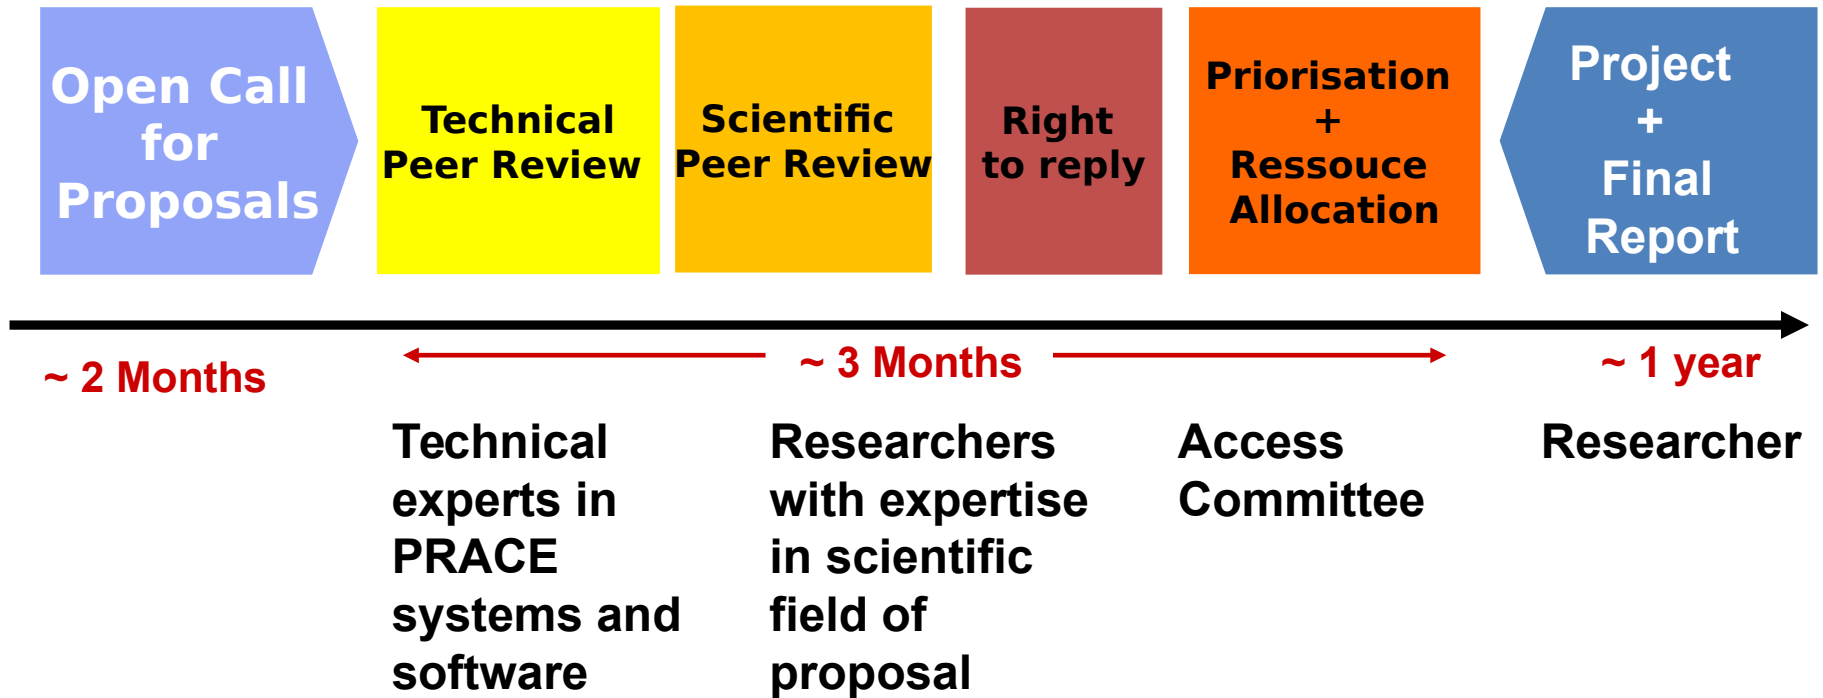 Open Call
for
Proposals
Technical
Peer Review
Scientific
Peer Review
Right
to reply
Priorisation
+
Ressouce
Allocation
Project
+
Final
Report
~ 2 Months
~ 3 Months
~ 1 year
Technical
experts in
PRACE
systems and
software
Researchers
with expertise
in scientific
field of
proposal
Access
Committee
Researcher